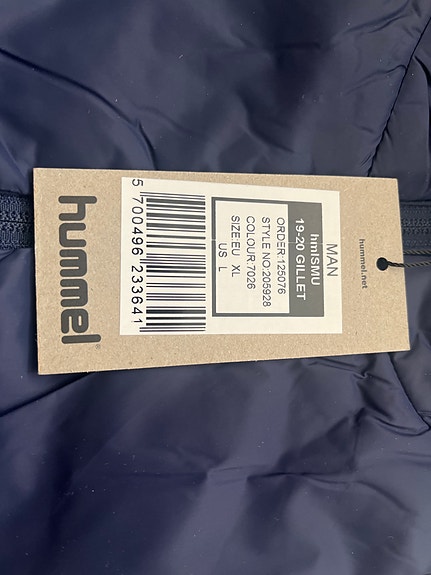 hummel.net
MAN
hmlSMU
19-20 GILLET
ORDER:125076
STYLE NO:205928
COLOUR:7026
SIZE:EU XL
US L
5 700496 233641
hummel®